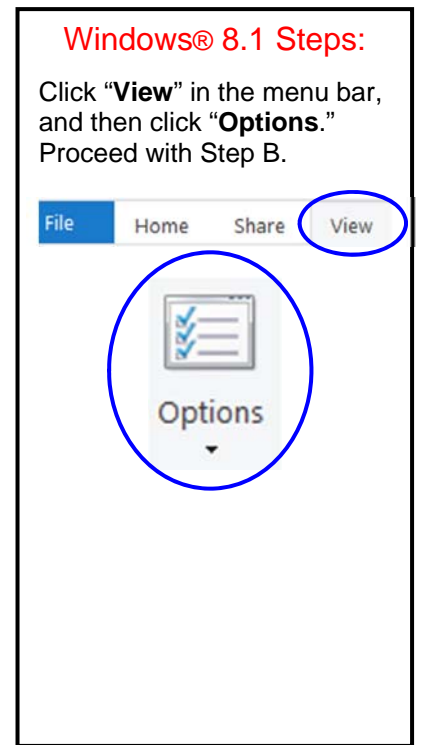 Windows® 8.1 Steps:
Click “View” in the menu bar,
and then click “Options.”
Proceed with Step B.
File Home Share View
Options